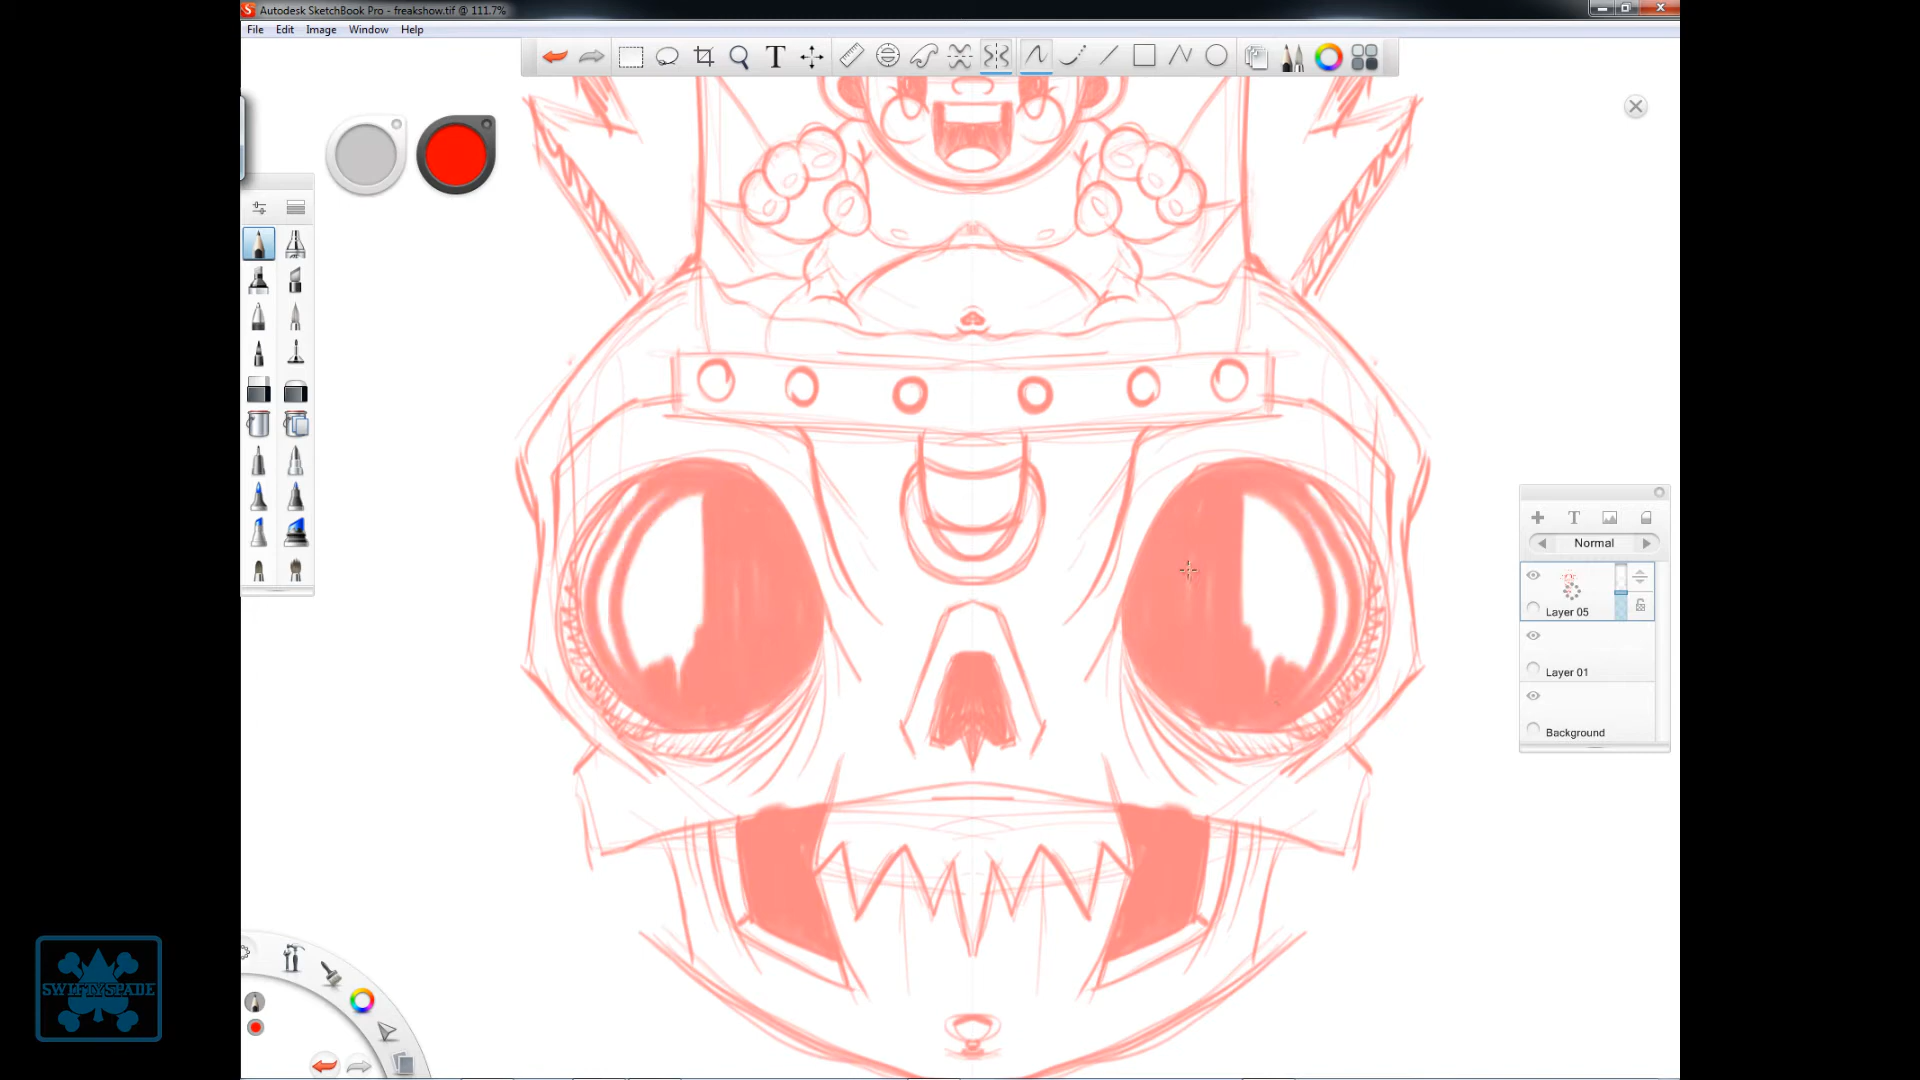 Autodesk SketchBook Pro - freakshow.tif @ 111.7%
File Edit Image Window Help
T
T
Normal
Layer 05
Layer 01
Background
SWIFTYSPADE